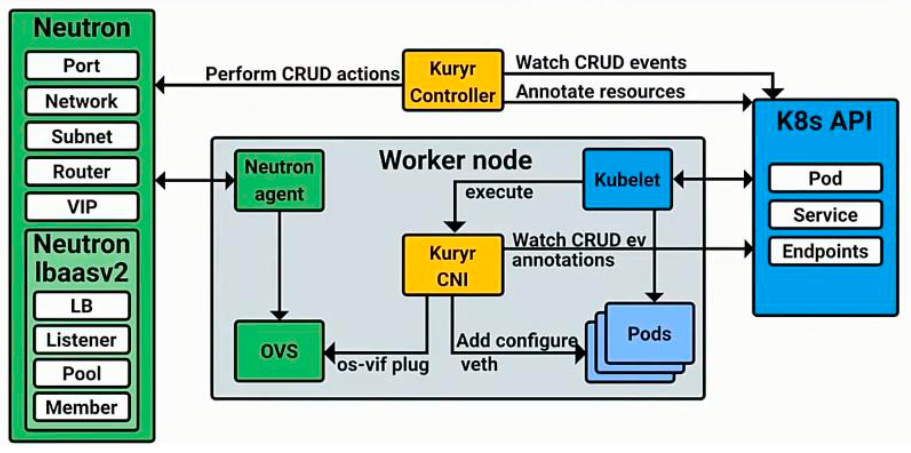 Neutron
Port
Network
Subnet
Router
VIP
Neutron
lbaasv2
LB
Listener
Pool
Member
Perform CRUD actions
Kuryr
Controller
Watch CRUD events
Annotate resources
K8s API
Pod
Service
Endpoints
Worker node
Neutron
agent
execute
Kubelet
Kuryr
CNI
Watch CRUD ev
annotations
OVS
os-vif plug
Add configure
veth
Pods